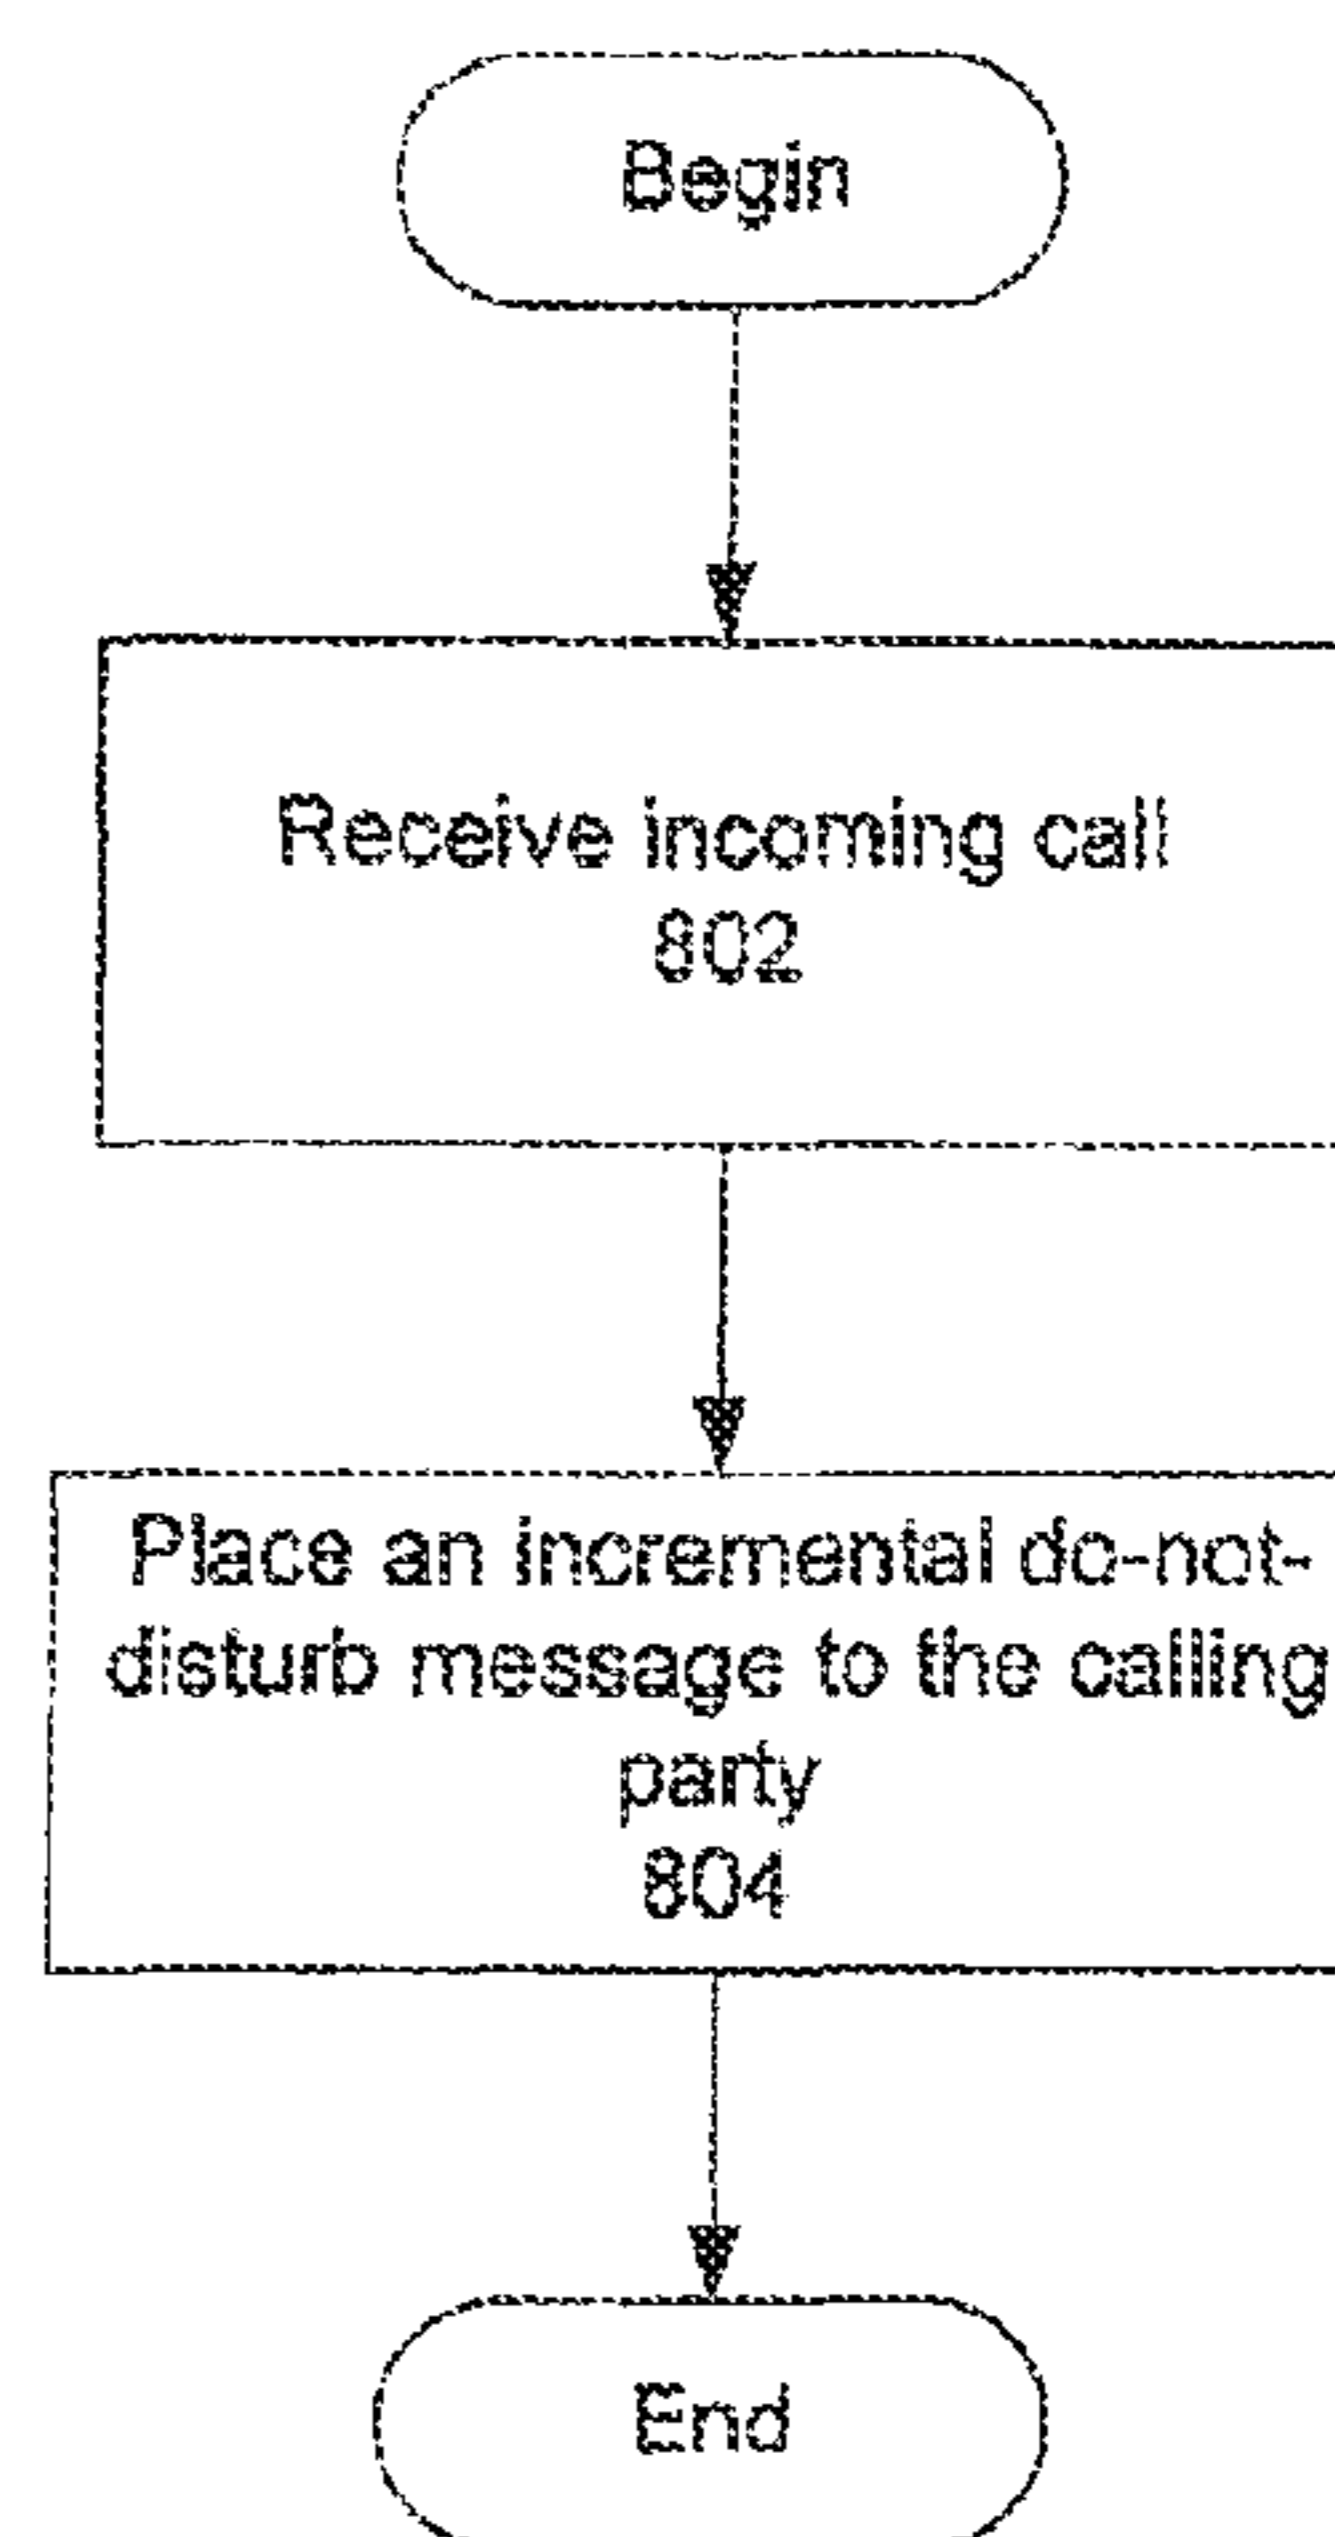 Begin
Receive incoming call
802
Place an incremental do-not-
disturb message to the calling
party
804
End